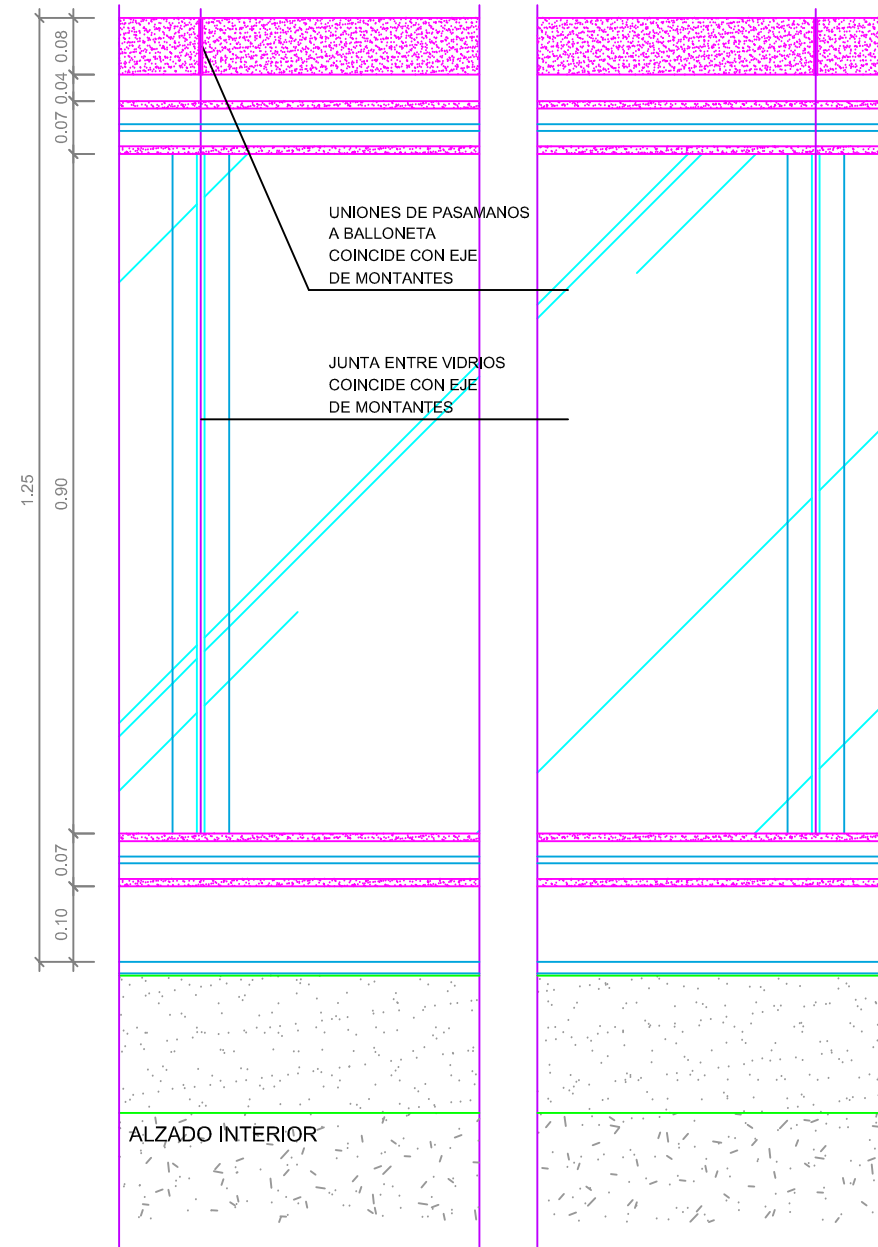 0.08
0.04
0.07
UNIONES DE PASAMANOS
A BALLONETA
COINCIDE CON EJE
DE MONTANTES
JUNTA ENTRE VIDRIOS
COINCIDE CON EJE
DE MONTANTES
1.25
0.90
0.07
0.10
ALZADO INTERIOR